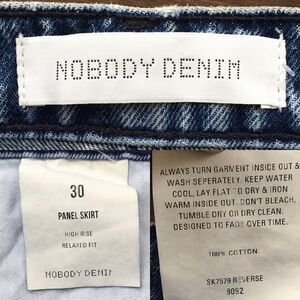 NOBODY DENIM
30
PANEL SKIRT
HIGH RISE
RELAXED FIT
NOBODY DENIM
ALWAYS TURN GARMENT INSIDE OUT &
WASH SEPERATELY. KEEP WATER
COOL, LAY FLAT TO DRY & IRON
WARM INSIDE OUT. DON'T BLEACH,
TUMBLE DRY OR DRY CLEAN.
DESIGNED TO FADE OVER TIME.
100% COTTON
SK7579 REVERSE
8092